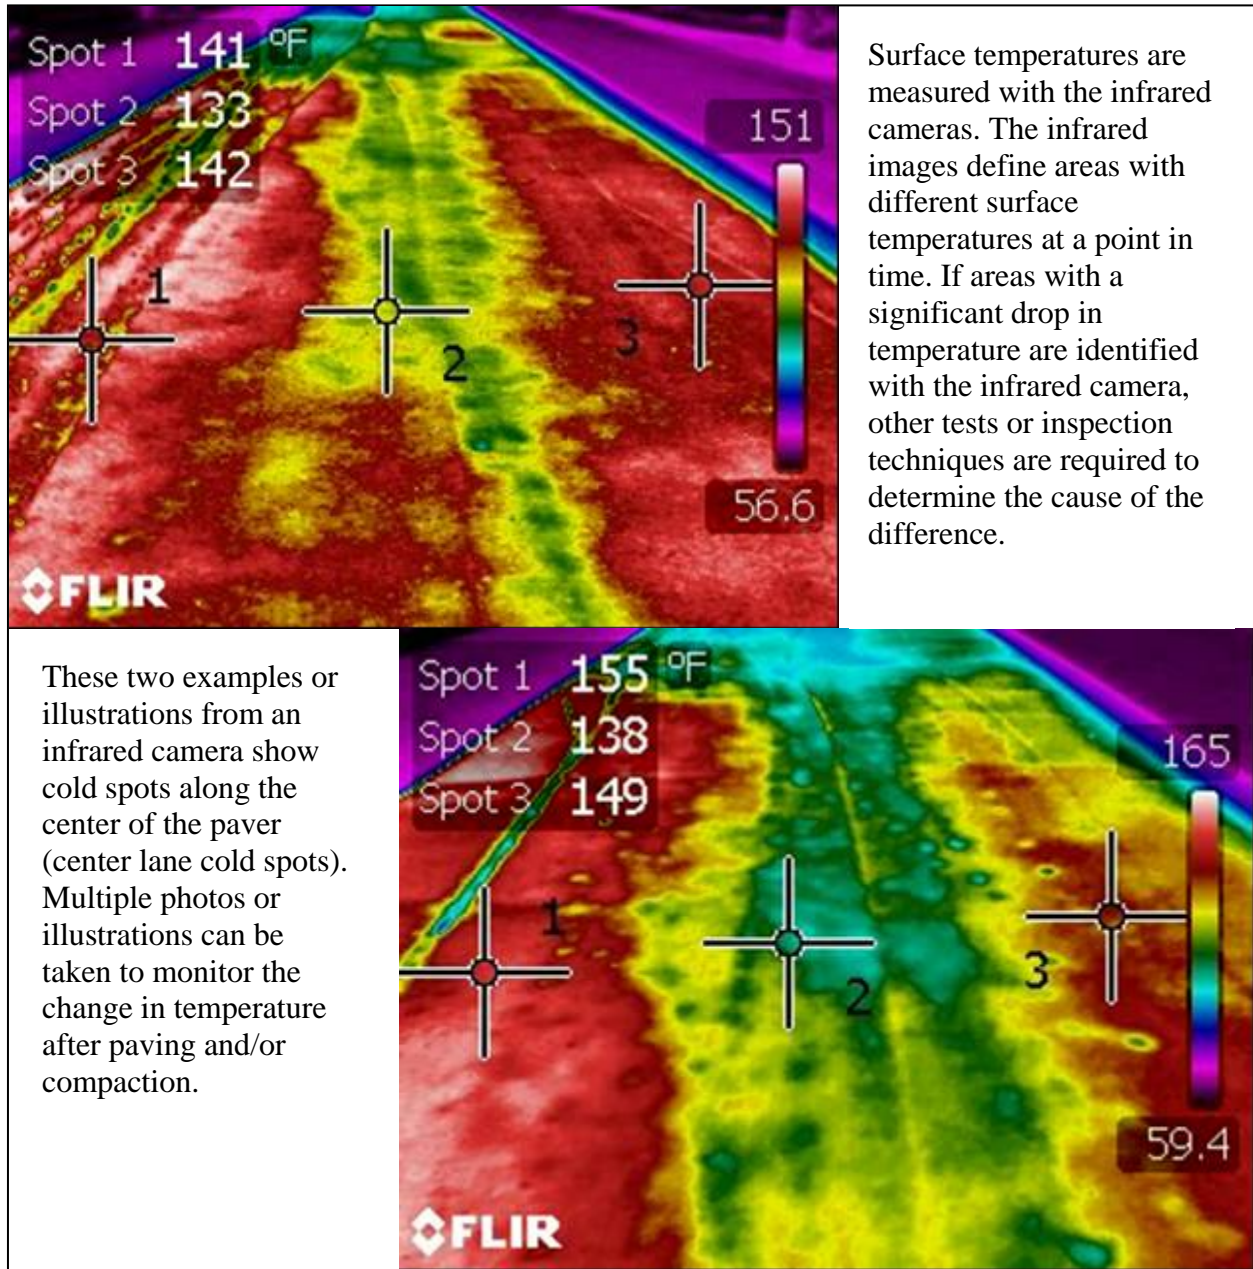 Spot 1 141 °F
Spot 2 133
Spot 3 142
151
1
2
3
56.6
FLIR
Surface temperatures are
measured with the infrared
cameras. The infrared
images define areas with
different surface
temperatures at a point in
time. If areas with a
significant drop in
temperature are identified
with the infrared camera,
other tests or inspection
techniques are required to
determine the cause of the
difference.
These two examples or
illustrations from an
infrared camera show
cold spots along the
center of the paver
(center lane cold spots).
Multiple photos or
illustrations can be
taken to monitor the
change in temperature
after paving and/or
compaction.
Spot 1 155 °F
Spot 2 138
Spot 3 149
165
1
2
3
59.4
FLIR